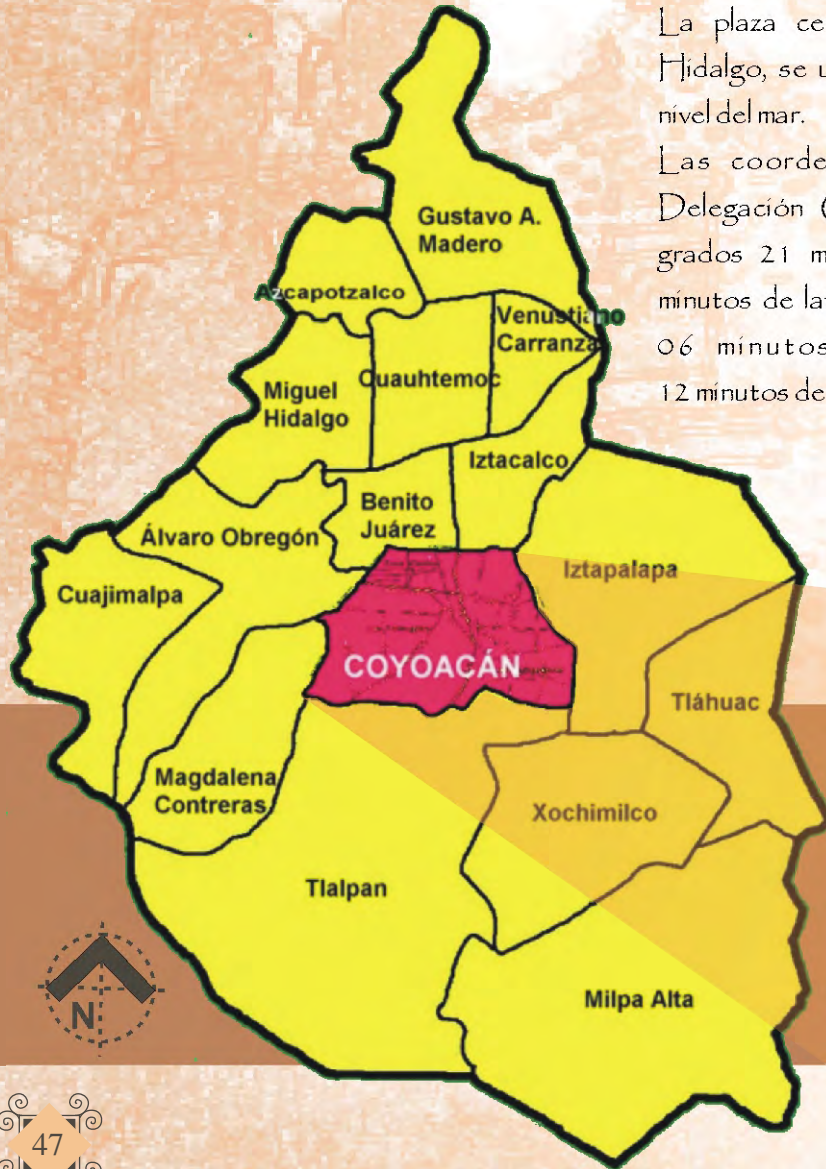 La plaza ce
Hidalgo, se u
nivel del mar.
Las coorde
Delegación (
grados 21 m
minutos de la
06 minutos
12 minutos de
Gustavo A.
Madero
Azcapotzalco
Venustiano
Carranza
Cuauhtemoc
Miguel
Hidalgo
Iztacalco
Benito
Juárez
Álvaro Obregón
Iztapalapa
Cuajimalpa
COYOACÁN
Tláhuac
Magdalena
Contreras
Xochimilco
Tlalpan
Milpa Alta
N
47